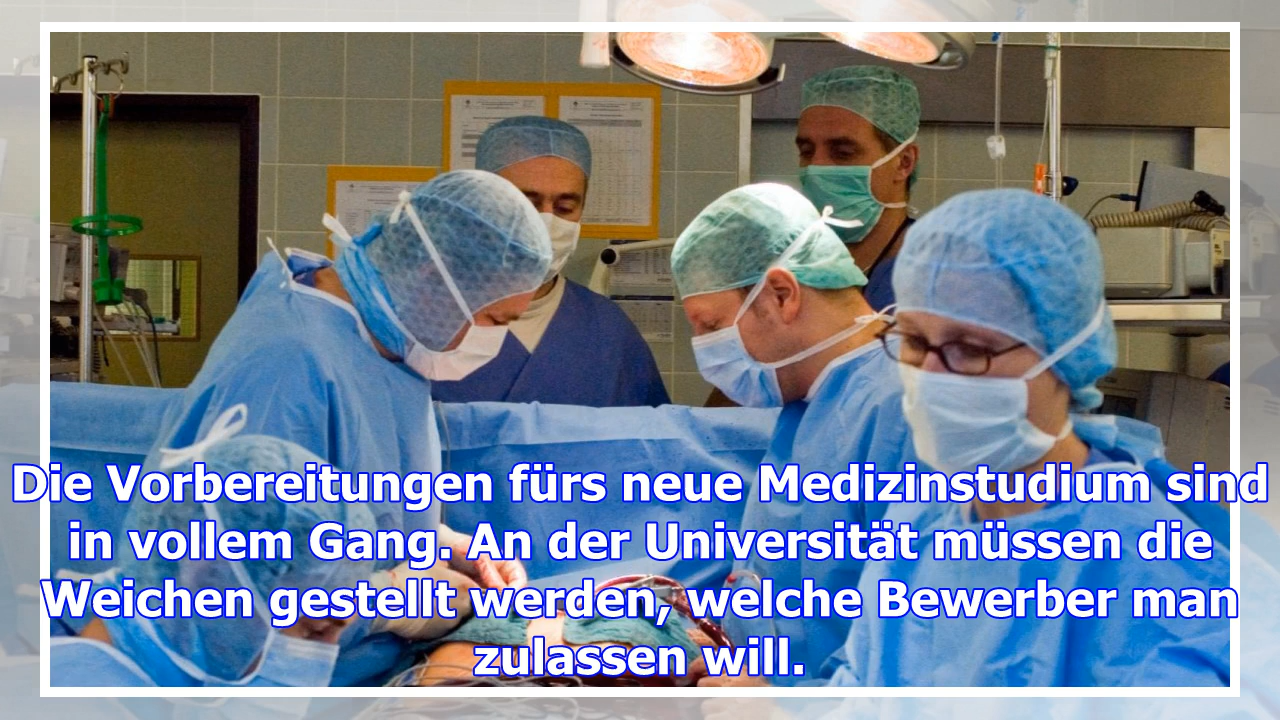 Die Vorbereitungen fürs neue Medizinstudium sind
in vollem Gang. An der Universität müssen die
Weichen gestellt werden, welche Bewerber man
zulassen will.